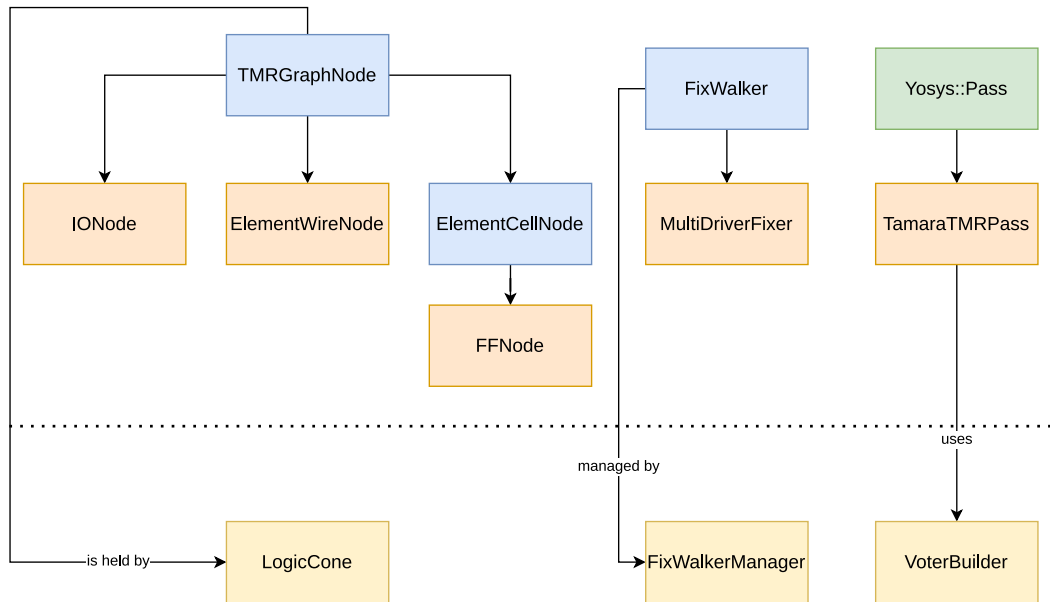 TMRGraphNode
FixWalker
Yosys::Pass
IONode
ElementWireNode
ElementCellNode
MultiDriverFixer
TamaraTMRPass
FFNode
uses
managed by
is held by
LogicCone
FixWalkerManager
VoterBuilder